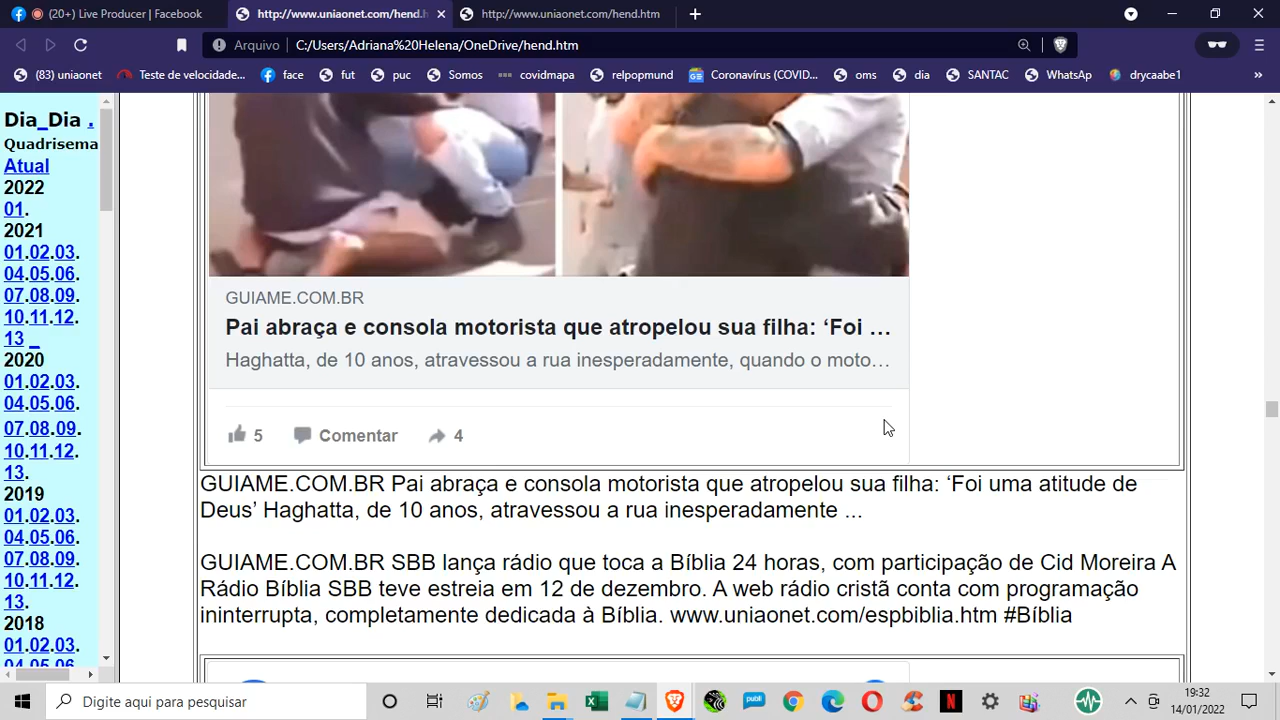 (20+) Live Producer | Facebook
http://www.uniaonet.com/hend.h
http://www.uniaonet.com/hend.htm
Arquivo
C:/Users/Adriana%20Helena/OneDrive/hend.htm
(83) uniaonet
Teste de velocidade...
face
fut
puc
Somos
covidmapa
relpopmund
Coronavírus (COVID...
oms
dia
SANTAC
WhatsApp
drycaabe1
»
Dia_Dia .
Quadrisema
Atual
2022
01.
2021
01.02.03.
04.05.06.
07.08.09.
10.11.12.
13 _
2020
01.02.03.
04.05.06.
07.08.09.
10.11.12.
13.
2019
01.02.03.
04.05.06.
07.08.09.
10.11.12.
13.
2018
01.02.03.
04.05.06.
GUIAME.COM.BR
Pai abraça e consola motorista que atropelou sua filha: ‘Foi ...
Haghatta, de 10 anos, atravessou a rua inesperadamente, quando o moto...
5
Comentar
4
GUIAME.COM.BR Pai abraça e consola motorista que atropelou sua filha: ‘Foi uma atitude de
Deus’ Haghatta, de 10 anos, atravessou a rua inesperadamente ...
GUIAME.COM.BR SBB lança rádio que toca a Bíblia 24 horas, com participação de Cid Moreira A
Rádio Bíblia SBB teve estreia em 12 de dezembro. A web rádio cristã conta com programação
ininterrupta, completamente dedicada à Bíblia. www.uniaonet.com/espbiblia.htm #Bíblia
Digite aqui para pesquisar
publi
19:32
14/01/2022